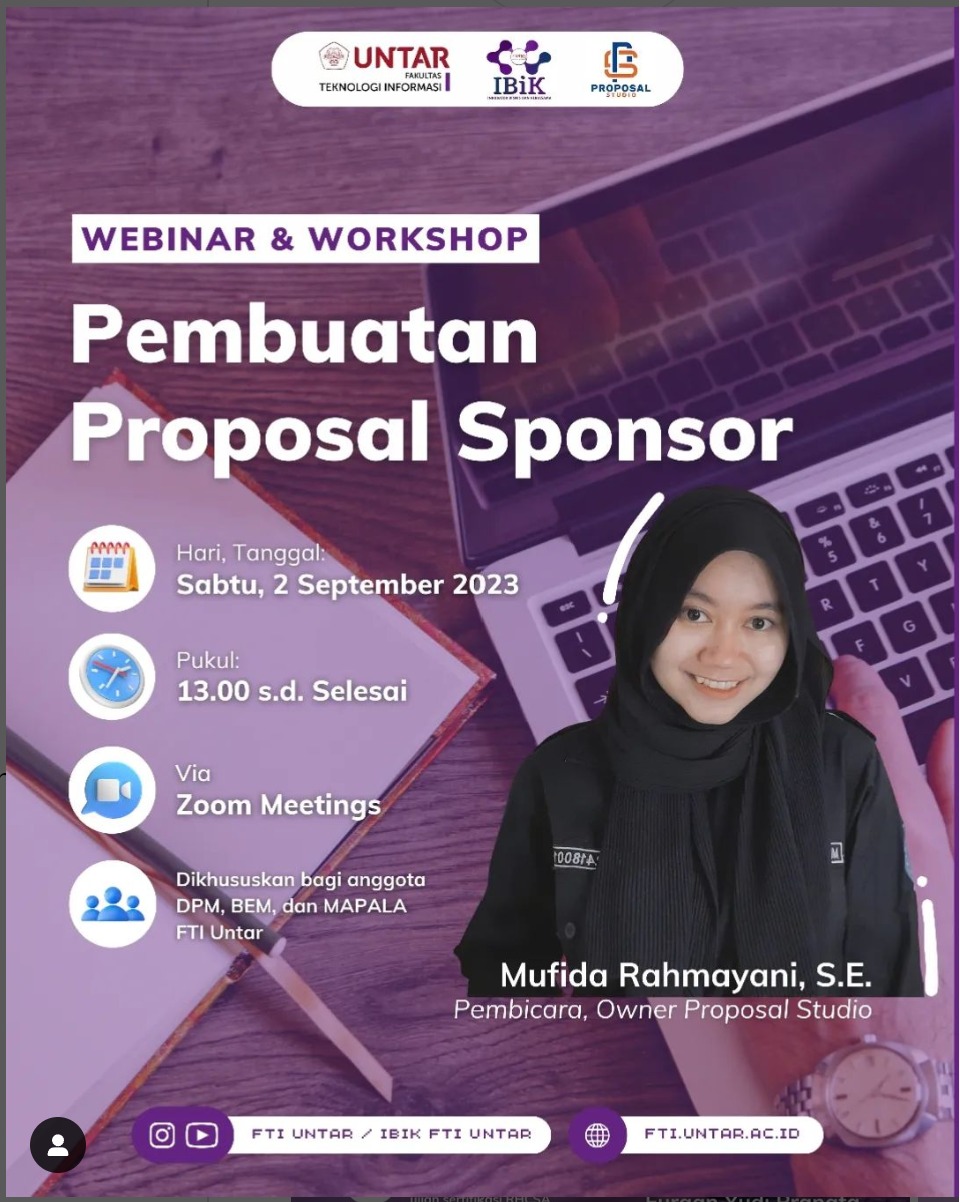 UNTAR
FAKULTAS
TEKNOLOGI INFORMASI
IBiK
PROPOSAL
STUDIO
WEBINAR & WORKSHOP
Pembuatan
Proposal Sponsor
Hari, Tanggal:
Sabtu, 2 September 2023
Pukul:
13.00 s.d. Selesai
Via
Zoom Meetings
Dikhususkan bagi anggota
DPM, BEM, dan MAPALA
FTI Untar
Mufida Rahmayani, S.E.
Pembicara, Owner Proposal Studio
FTI UNTAR / IBIK FTI UNTAR
FTI.UNTAR.AC.ID